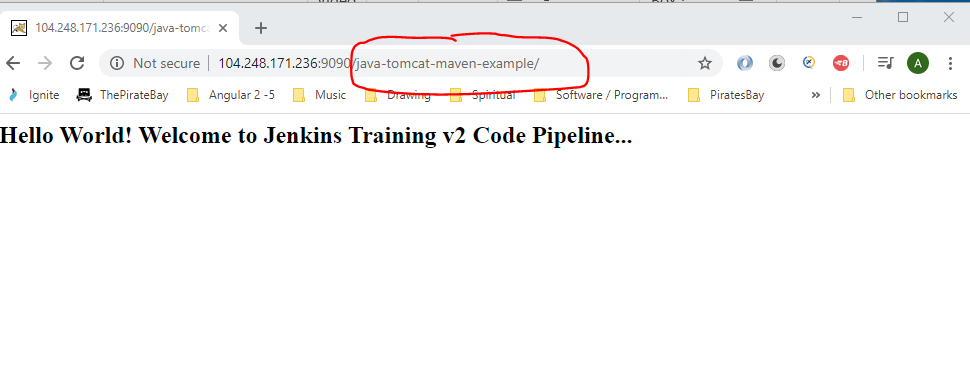 104.248.171.236:9090/java-tomca
Not secure 104.248.171.236:9090/java-tomcat-maven-example/
B
A
Ignite ThePirateBay Angular 2 -5 Music Drawing Spiritual Software / Program... PiratesBay » Other bookmarks
Hello World! Welcome to Jenkins Training v2 Code Pipeline...